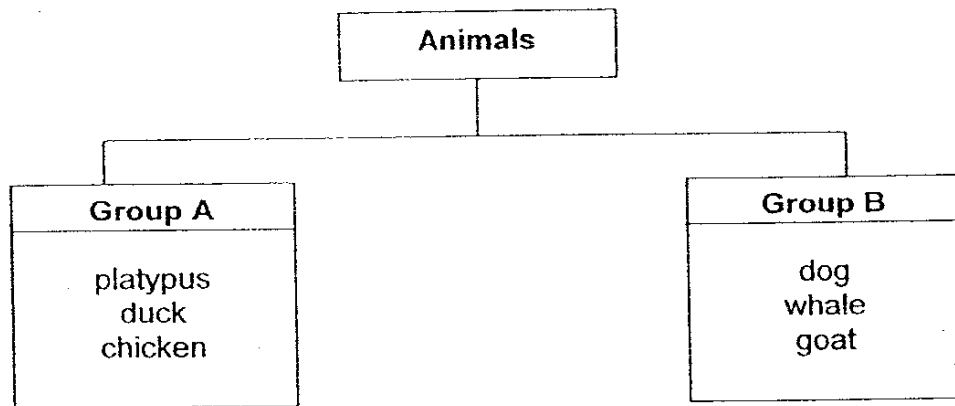 Animals
Group A
platypus
duck
chicken
Group B
dog
whale
goat